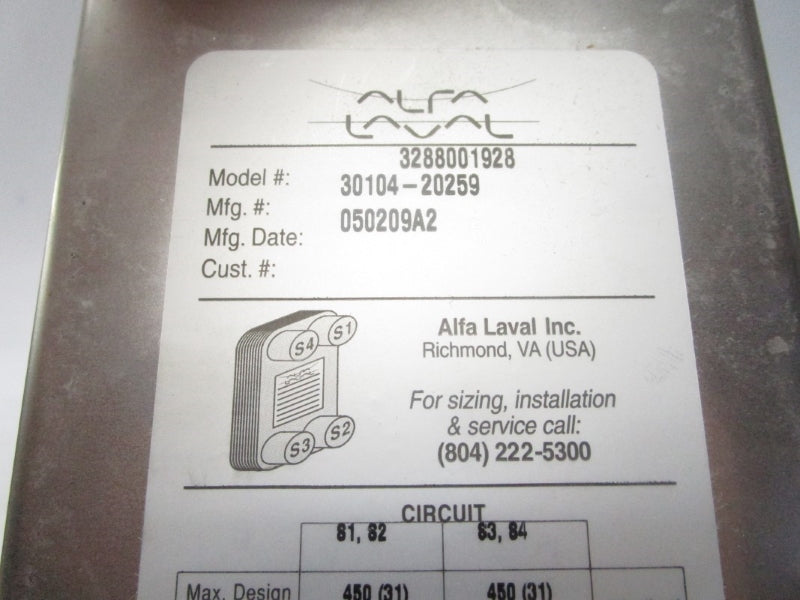 ALFA
LAVAL
3288001928
Model #: 30104-20259
Mfg. #: 050209A2
Mfg. Date:
Cust. #:
S4 S1
S3 S2
Alfa Laval Inc.
Richmond, VA (USA)
For sizing, installation
& service call:
(804) 222-5300
CIRCUIT
S1, S2 S3, S4
Max. Design 450 (31) 450 (31)